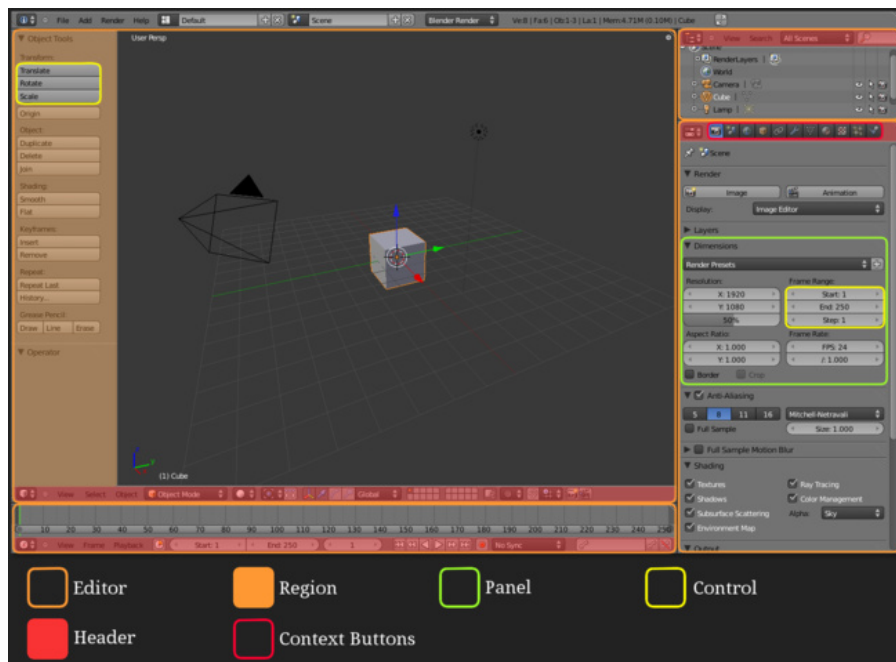 File Add Render Help Default Scene Blender Render Ve:8 | Fa:6 | Ob:1-3 | La:1 | Mem:4.71M (0.10M) | Cube
Object Tools
Transform:
Translate
Rotate
Scale
Origin
Object:
Duplicate
Delete
Join
Shading:
Smooth
Flat
Keyframes:
Insert
Remove
Repeat:
Repeat Last
History...
Grease Pencil:
Draw Line Erase
Operator
User Persp
(1) Cube
View Select Object Object Mode Global
0 10 20 30 40 50 60 70 80 90 100 110 120 130 140 150 160 170 180 190 200 210 220 230 240 250
View Frame Playback Start: 1 End: 250 1 No Sync
View Search All Scenes
Scene
RenderLayers |
World
Camera |
Cube |
Lamp |
Scene
Render
Image Animation
Display: Image Editor
Layers
Dimensions
Render Presets
Resolution: Frame Range:
X: 1920 Start: 1
Y: 1080 End: 250
50% Step: 1
Aspect Ratio: Frame Rate:
X: 1.000 FPS: 24
Y: 1.000 /: 1.000
Border Crop
Anti-Aliasing
5 8 11 16 Mitchell-Netravali
Full Sample Size: 1.000
Full Sample Motion Blur
Shading
Textures Ray Tracing
Shadows Color Management
Subsurface Scattering Alpha: Sky
Environment Map
Output
Editor Region Panel Control
Header Context Buttons